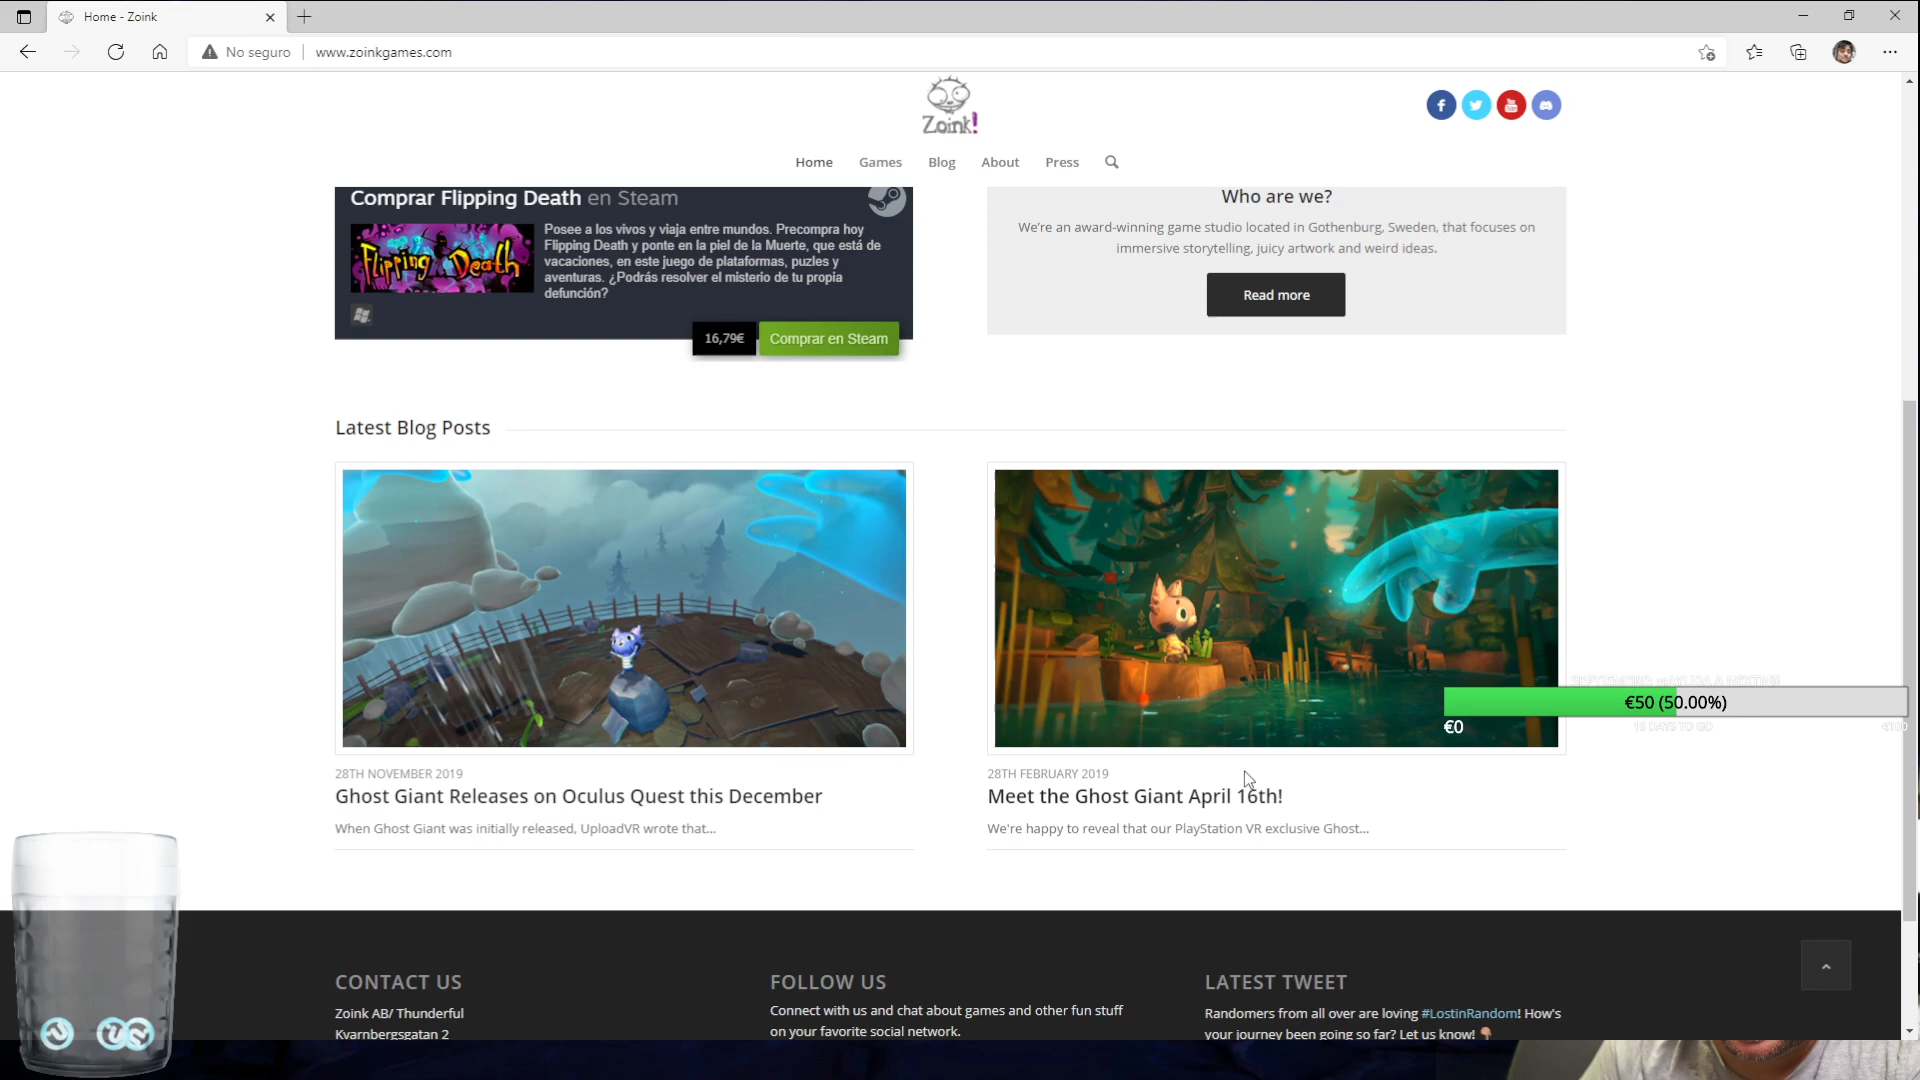 Home - Zoink
No seguro
www.zoinkgames.com
Zoink!
Home
Games
Blog
About
Press
Comprar Flipping Death en Steam
Flipping Death
Posee a los vivos y viaja entre mundos. Precompra hoy
Flipping Death y ponte en la piel de la Muerte, que está de
vacaciones, en este juego de plataformas, puzles y
aventuras. ¿Podrás resolver el misterio de tu propia
defunción?
16,79€
Comprar en Steam
Who are we?
We're an award-winning game studio located in Gothenburg, Sweden, that focuses on
immersive storytelling, juicy artwork and weird ideas.
Read more
Latest Blog Posts
28TH NOVEMBER 2019
Ghost Giant Releases on Oculus Quest this December
When Ghost Giant was initially released, UploadVR wrote that...
28TH FEBRUARY 2019
Meet the Ghost Giant April 16th!
We're happy to reveal that our PlayStation VR exclusive Ghost...
€50 (50.00%)
€0
15 DAYS TO GO
CONTACT US
Zoink AB/ Thunderful
Kvarnbergsgatan 2
FOLLOW US
Connect with us and chat about games and other fun stuff
on your favorite social network.
LATEST TWEET
Randomers from all over are loving #LostinRandom! How's
your journey been going so far? Let us know!